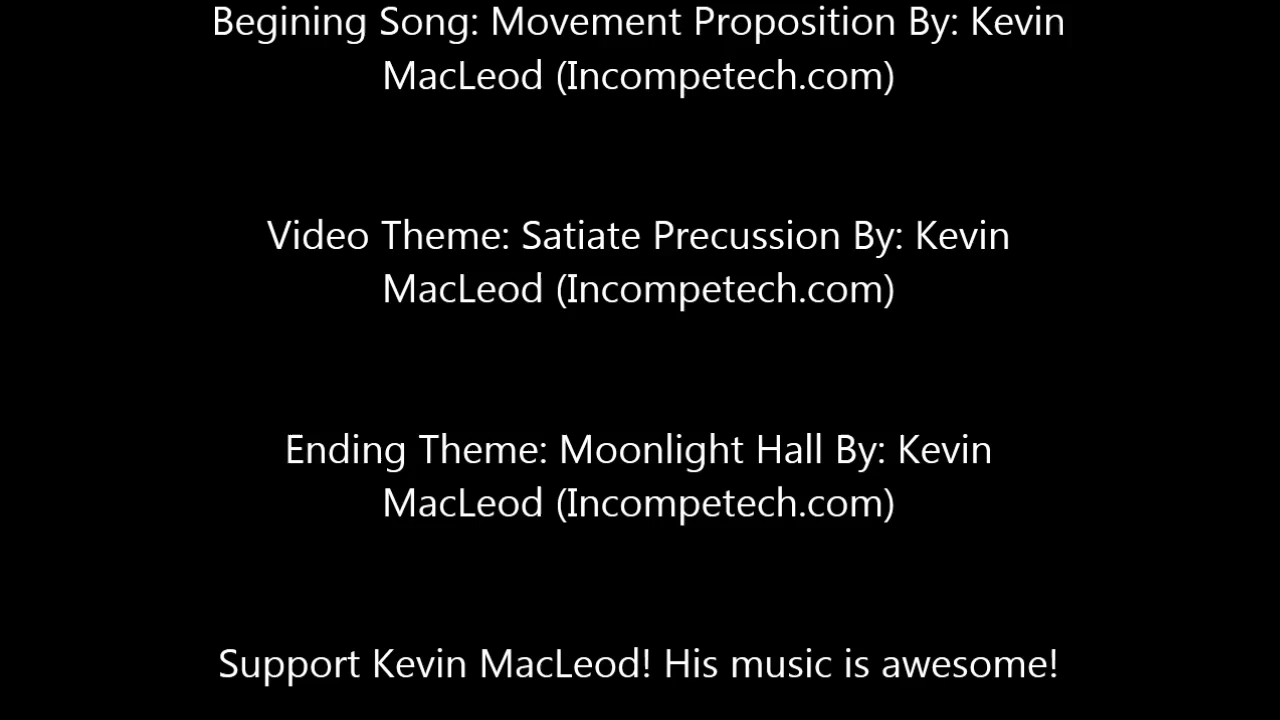 Begining Song: Movement Proposition By: Kevin
MacLeod (Incompetech.com)
Video Theme: Satiate Precussion By: Kevin
MacLeod (Incompetech.com)
Ending Theme: Moonlight Hall By: Kevin
MacLeod (Incompetech.com)
Support Kevin MacLeod! His music is awesome!